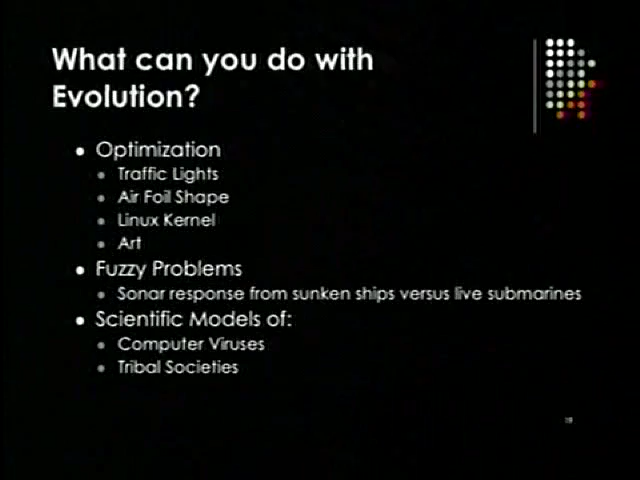 What can you do with
Evolution?
Optimization
Traffic Lights
Air Foil Shape
Linux Kernel
Art
Fuzzy Problems
Sonar response from sunken ships versus live submarines
Scientific Models of:
Computer Viruses
Tribal Societies